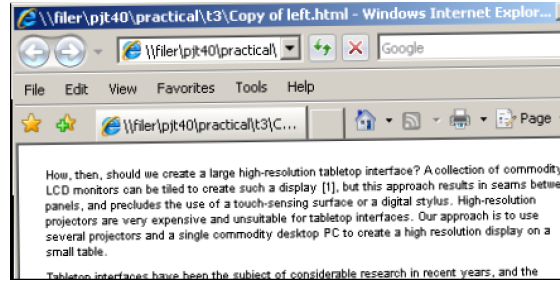 \\filer\pjt40\practical\t3\Copy of left.html - Windows Internet Explor...
\\filer\pjt40\practical\
Google
File Edit View Favorites Tools Help
\\filer\pjt40\practical\t3\C...
Page
How, then, should we create a large high-resolution tabletop interface? A collection of commodity
LCD monitors can be tiled to create such a display [1], but this approach results in seams betwe
panels, and precludes the use of a touch-sensing surface or a digital stylus. High-resolution
projectors are very expensive and unsuitable for tabletop interfaces. Our approach is to use
several projectors and a single commodity desktop PC to create a high resolution display on a
small table.
Tabletop interfaces have been the subject of considerable research in recent years, and the